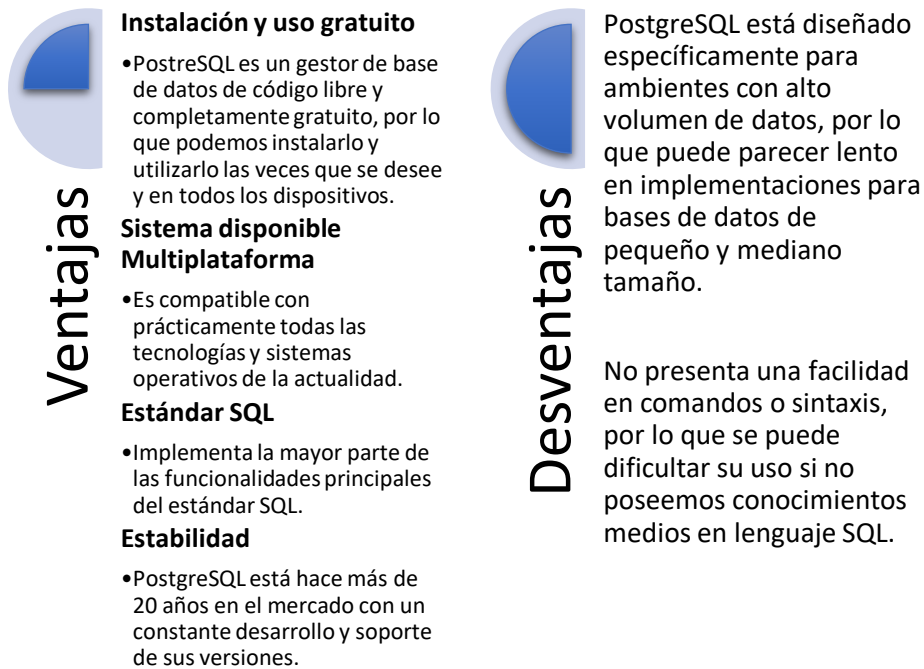 Ventajas
Instalación y uso gratuito
•PostreSQL es un gestor de base
de datos de código libre y
completamente gratuito, por lo
que podemos instalarlo y
utilizarlo las veces que se desee
y en todos los dispositivos.
Sistema disponible
Multiplataforma
•Es compatible con
prácticamente todas las
tecnologías y sistemas
operativos de la actualidad.
Estándar SQL
•Implementa la mayor parte de
las funcionalidades principales
del estándar SQL.
Estabilidad
•PostgreSQL está hace más de
20 años en el mercado con un
constante desarrollo y soporte
de sus versiones.
Desventajas
PostgreSQL está diseñado
específicamente para
ambientes con alto
volumen de datos, por lo
que puede parecer lento
en implementaciones para
bases de datos de
pequeño y mediano
tamaño.
No presenta una facilidad
en comandos o sintaxis,
por lo que se puede
dificultar su uso si no
poseemos conocimientos
medios en lenguaje SQL.